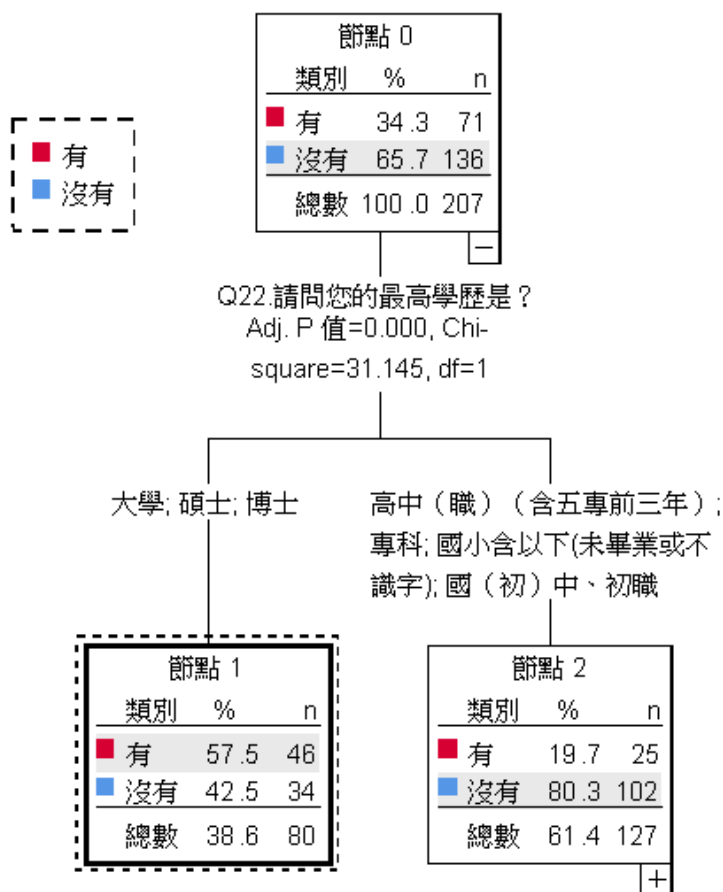 有
沒有
節點 0
類別 % n
有 34.3 71
沒有 65.7 136
總數 100.0 207
Q22.請問您的最高學歷是？
Adj. P 值=0.000, Chi-
square=31.145, df=1
大學; 碩士; 博士
高中（職）（含五專前三年）;
專科; 國小含以下(未畢業或不
識字); 國（初）中、初職
節點 1
類別 % n
有 57.5 46
沒有 42.5 34
總數 38.6 80
節點 2
類別 % n
有 19.7 25
沒有 80.3 102
總數 61.4 127